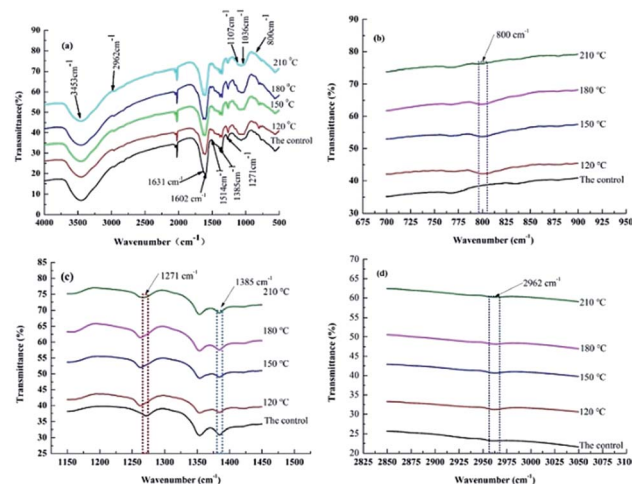 (a)
3453cm⁻¹
2962cm⁻¹
1107cm⁻¹
1036cm⁻¹
800cm⁻¹
210 °C
180 °C
150 °C
120 °C
The control
1631 cm⁻¹
1602 cm⁻¹
1514cm⁻¹
1385cm⁻¹
1271cm
Transmittance(%)
80
70
60
50
40
30
20
10
0
4000 3500 3000 2500 2000 1500 1000 500
Wavenumber (cm⁻¹)
(b)
800 cm⁻¹
210 °C
180 °C
150 °C
120 °C
The control
Transmittance (%)
90
80
70
60
50
40
30
700 725 750 775 800 825 850 875 900
Wavenumber (cm⁻¹)
(c)
1271 cm⁻¹
1385 cm⁻¹
210 °C
180 °C
150 °C
120 °C
The control
Transmittance (%)
85
80
75
70
65
60
55
50
45
40
35
30
25
1150 1200 1250 1300 1350 1400 1450
Wavenumber (cm⁻¹)
(d)
2962 cm⁻¹
210 °C
180 °C
150 °C
120 °C
The control
Transmittance (%)
70
65
60
55
50
45
40
35
30
25
20
2825 2850 2875 2900 2925 2950 2975 3000 3025 3050
Wavenumber (cm⁻¹)